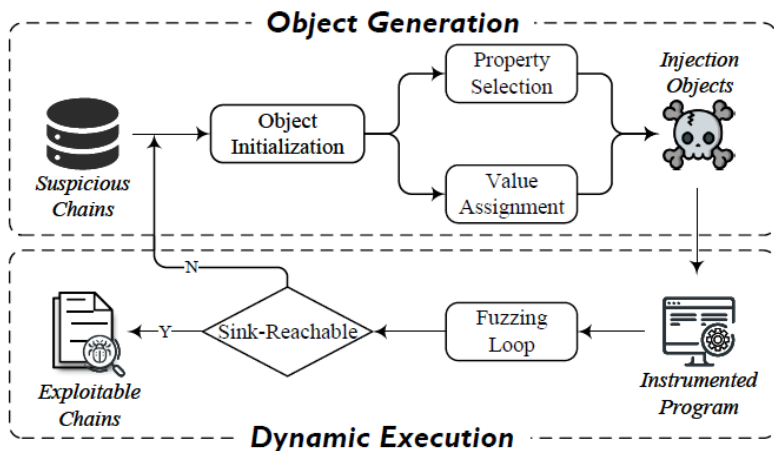 Object Generation
Property
Selection
Injection
Objects
Object
Initialization
Suspicious
Chains
Value
Assignment
N
Exploitable
Chains
Y
Sink-Reachable
Fuzzing
Loop
Instrumented
Program
Dynamic Execution